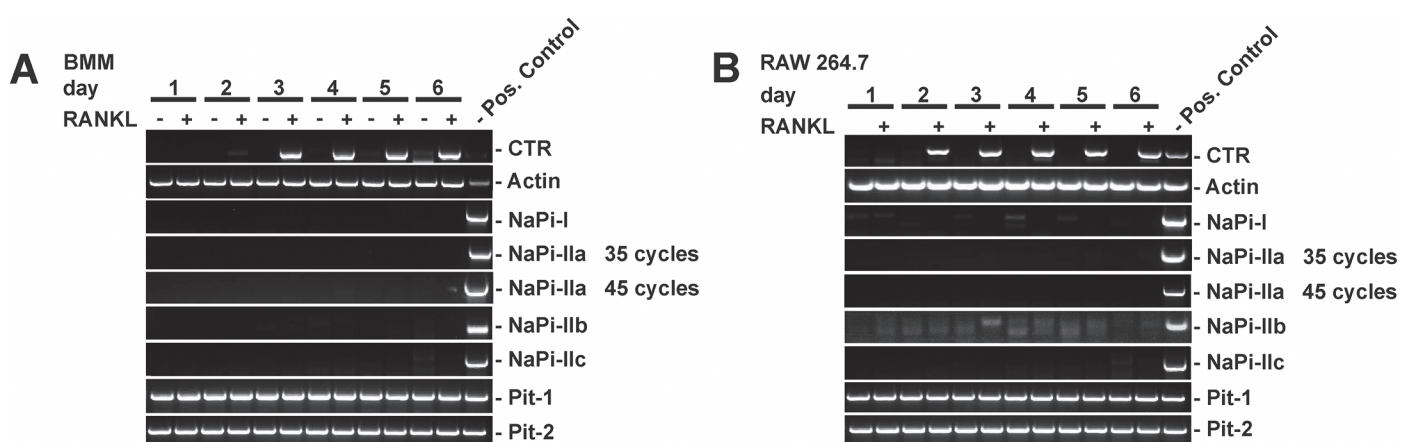 A
BMM
day 1 2 3 4 5 6
RANKL - + - + - + - + - + - + - Pos. Control
- CTR
- Actin
- NaPi-I
- NaPi-IIa 35 cycles
- NaPi-IIa 45 cycles
- NaPi-IIb
- NaPi-IIc
- Pit-1
- Pit-2
B
RAW 264.7
day 1 2 3 4 5 6
RANKL + + + + + + - Pos. Control
- CTR
- Actin
- NaPi-I
- NaPi-IIa 35 cycles
- NaPi-IIa 45 cycles
- NaPi-IIb
- NaPi-IIc
- Pit-1
- Pit-2